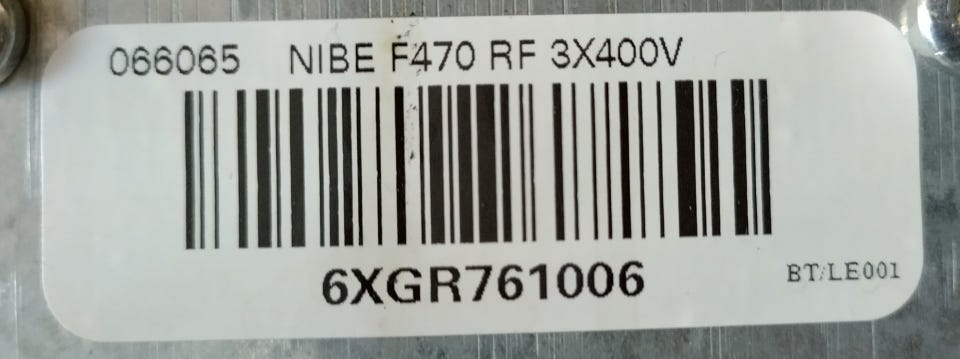 066065 NIBE F470 RF 3X400V
6XGR761006
BT/LE001